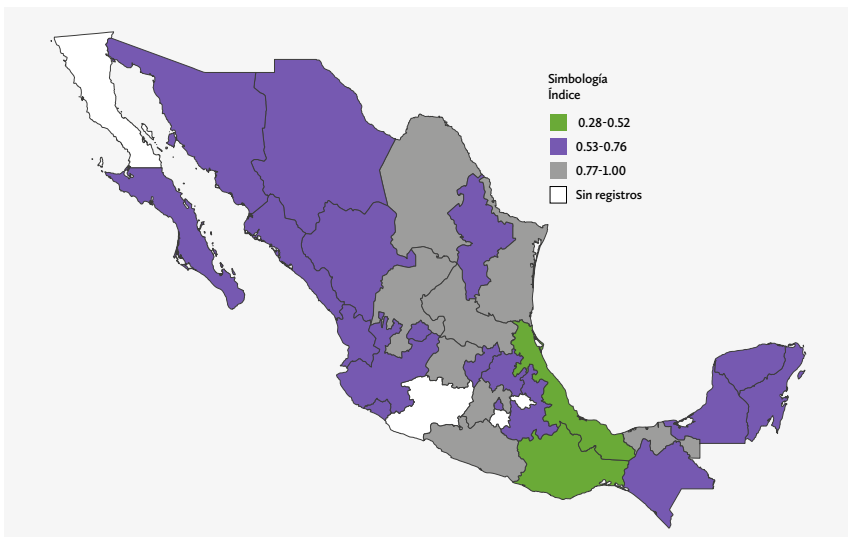 Simbología
Índice
0.28-0.52
0.53-0.76
0.77-1.00
Sin registros